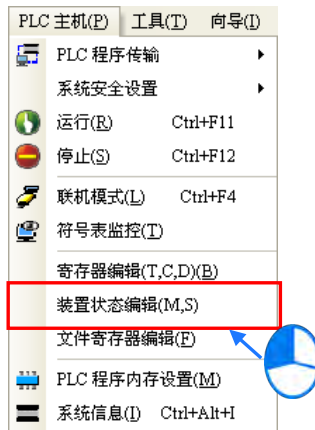 PLC 主机(P) 工具(T) 向导(I)
PLC 程序传输
系统安全设置
运行(R) Ctrl+F11
停止(S) Ctrl+F12
联机模式(L) Ctrl+F4
符号表监控(T)
寄存器编辑(T,C,D)(B)
装置状态编辑(M,S)
文件寄存器编辑(F)
PLC 程序内存设置(M)
系统信息(I) Ctrl+Alt+I